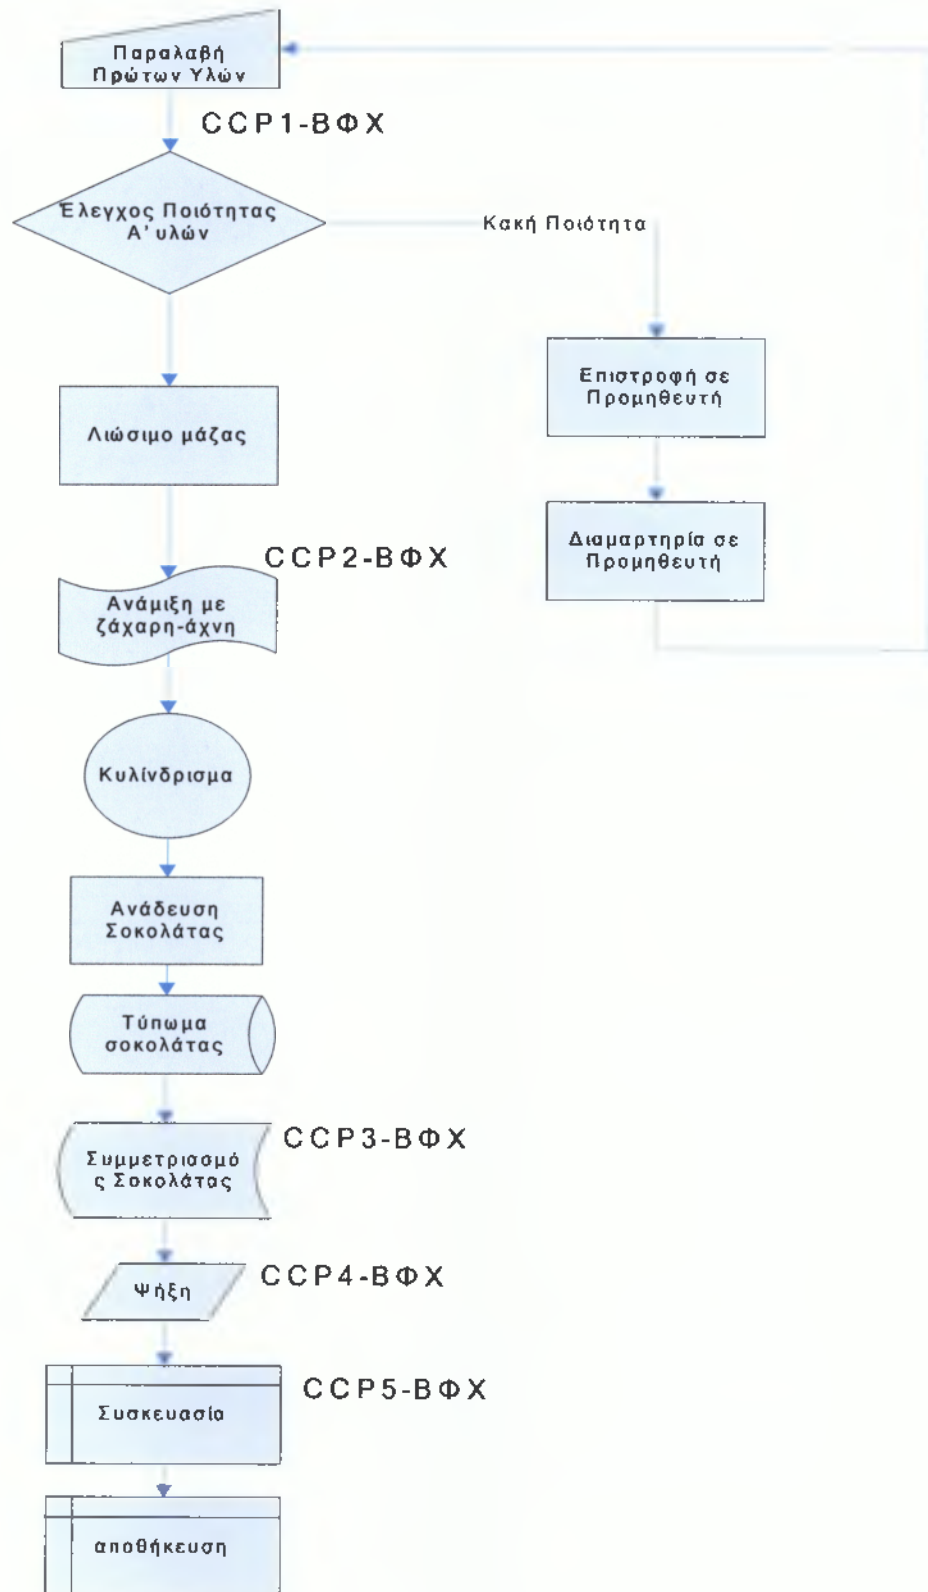 Παραλαβή
Πρώτων Υλών
CCP1-ΒΦΧ
Έλεγχος Ποιότητας
Α' υλών
Κακή Ποιότητα
Επιστροφή σε
Προμηθευτή
Λιώσιμο μάζας
Διαμαρτηρία σε
Προμηθευτή
CCP2-ΒΦΧ
Ανάμιξη με
ζάχαρη-άχνη
Κυλίνδρισμα
Ανάδευση
Σοκολάτας
Τύπωμα
σοκολάτας
CCP3-ΒΦΧ
Συμμετριασμό
ς Σοκολάτας
CCP4-ΒΦΧ
Ψήξη
CCP5-ΒΦΧ
Συσκευασία
αποθήκευση